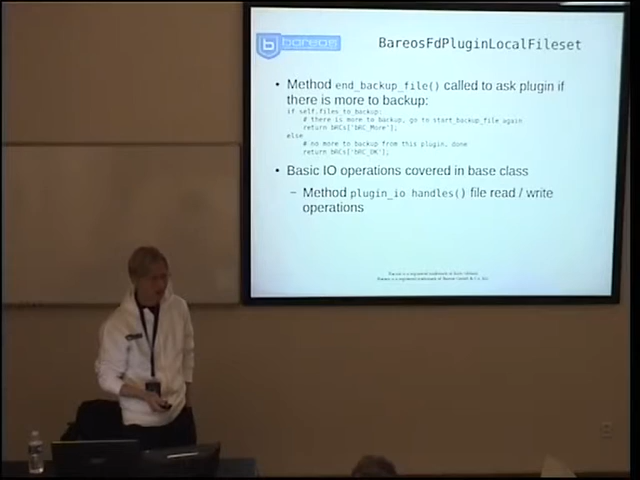 bareos
BareosFdPluginLocalFileset
• Method end_backup_file() called to ask plugin if
there is more to backup:
if self.files_to_backup:
# there is more to backup, go to start_backup_file again
return bRCs['bRC_More'];
else
# no more to backup from this plugin, done
return bRCs['bRC_OK'];
• Basic IO operations covered in base class
– Method plugin_io handles() file read / write
operations